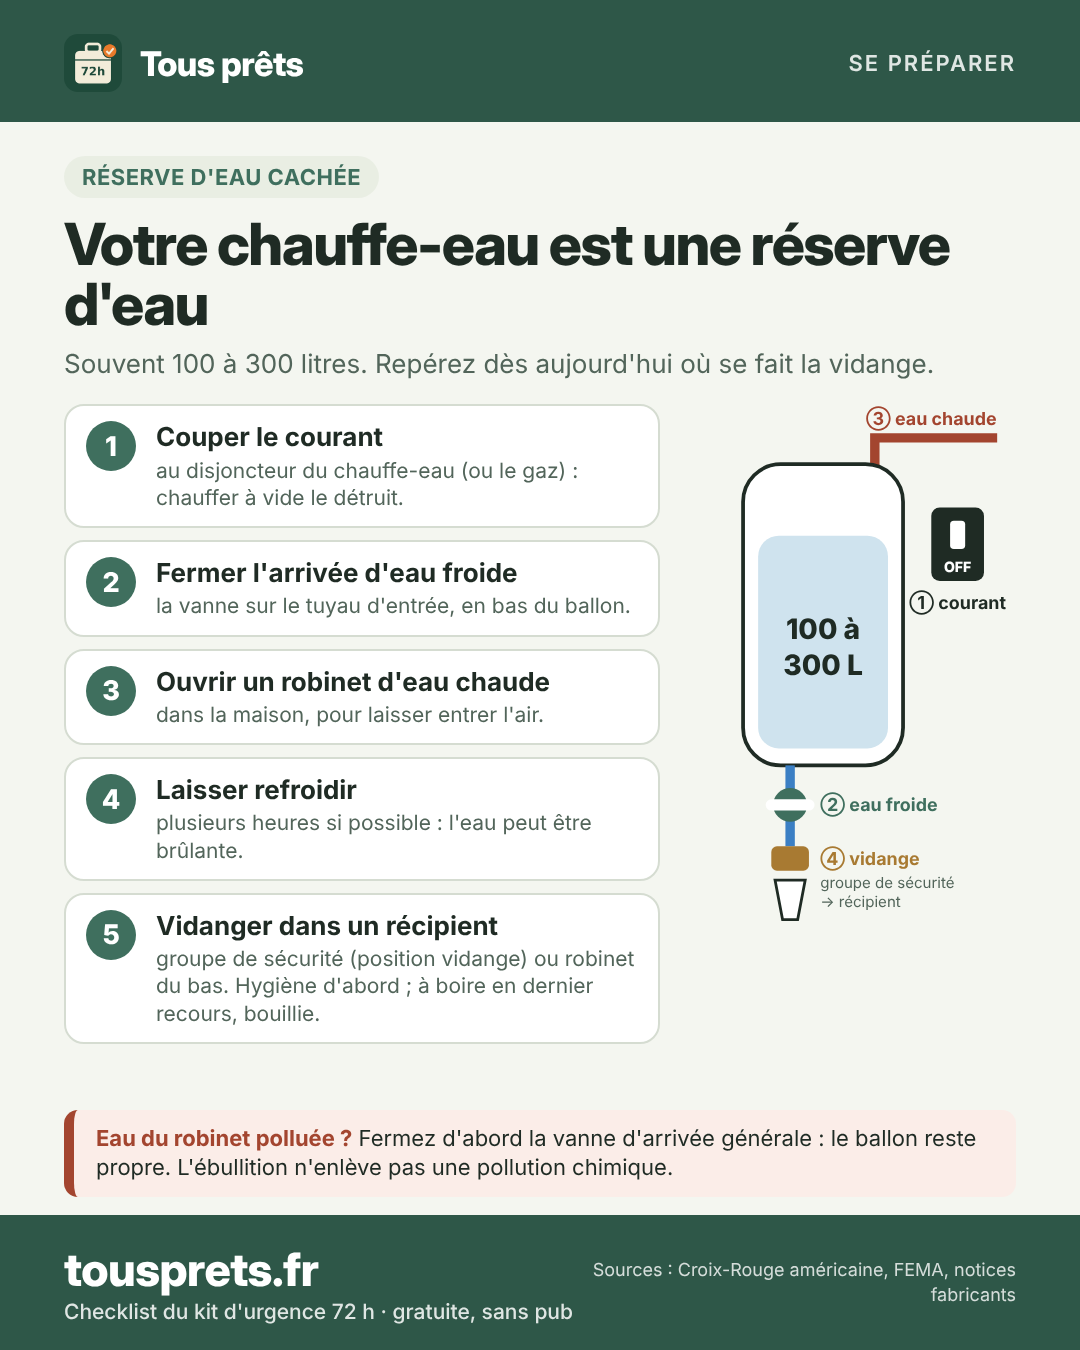 72h
Tous prêts
SE PRÉPARER
RÉSERVE D'EAU CACHÉE
Votre chauffe-eau est une réserve
d'eau
Souvent 100 à 300 litres. Repérez dès aujourd'hui où se fait la vidange.
1
Couper le courant
au disjoncteur du chauffe-eau (ou le gaz) :
chauffer à vide le détruit.
2
Fermer l'arrivée d'eau froide
la vanne sur le tuyau d'entrée, en bas du ballon.
3
Ouvrir un robinet d'eau chaude
dans la maison, pour laisser entrer l'air.
4
Laisser refroidir
plusieurs heures si possible : l'eau peut être
brûlante.
5
Vidanger dans un récipient
groupe de sécurité (position vidange) ou robinet
du bas. Hygiène d'abord ; à boire en dernier
recours, bouillie.
③ eau chaude
OFF
① courant
100 à
300 L
② eau froide
④ vidange
groupe de sécurité
→ récipient
Eau du robinet polluée ? Fermez d'abord la vanne d'arrivée générale : le ballon reste
propre. L'ébullition n'enlève pas une pollution chimique.
tousprets.fr
Checklist du kit d'urgence 72 h · gratuite, sans pub
Sources : Croix-Rouge américaine, FEMA, notices
fabricants